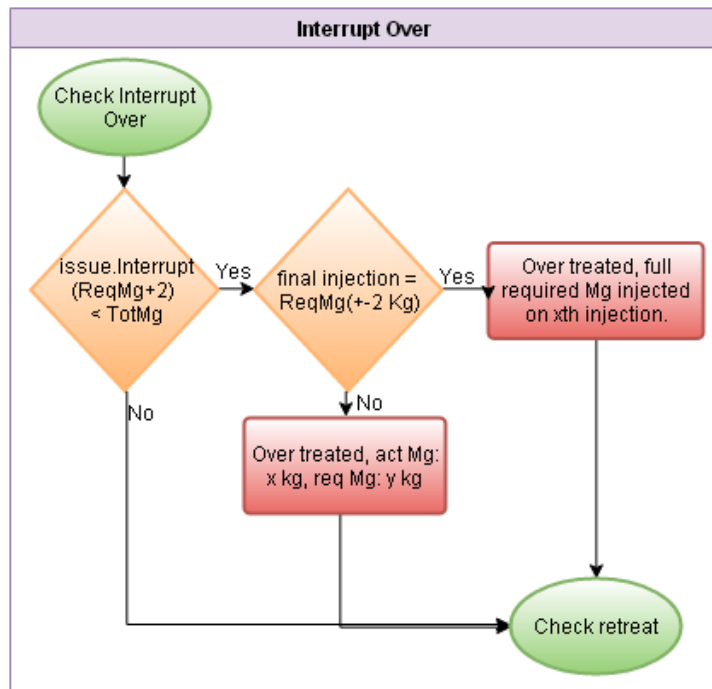 Interrupt Over
Check Interrupt
Over
issue.Interrupt
(ReqMg+2)
< TotMg
Yes
final injection =
ReqMg(+-2 Kg)
Yes
Over treated, full
required Mg injected
on xth injection.
No
No
Over treated, act Mg:
x kg, req Mg: y kg
Check retreat